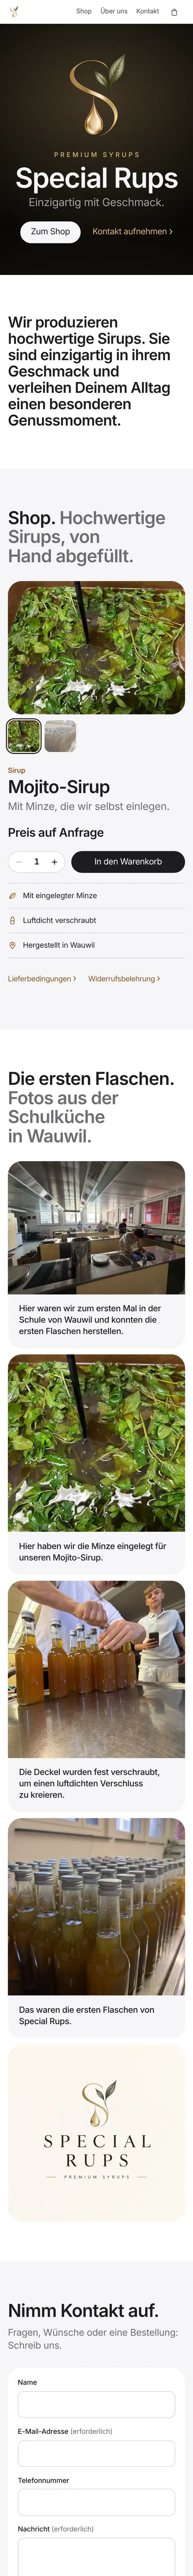 Shop Über uns Kontakt
PREMIUM SYRUPS
Special Rups
Einzigartig mit Geschmack.
Zum Shop Kontakt aufnehmen ›
Wir produzieren
hochwertige Sirups. Sie
sind einzigartig in ihrem
Geschmack und
verleihen Deinem Alltag
einen besonderen
Genussmoment.
Shop. Hochwertige
Sirups, von
Hand abgefüllt.
Sirup
Mojito-Sirup
Mit Minze, die wir selbst einlegen.
Preis auf Anfrage
− 1 + In den Warenkorb
Mit eingelegter Minze
Luftdicht verschraubt
Hergestellt in Wauwil
Lieferbedingungen › Widerrufsbelehrung ›
Die ersten Flaschen.
Fotos aus der
Schulküche
in Wauwil.
Hier waren wir zum ersten Mal in der
Schule von Wauwil und konnten die
ersten Flaschen herstellen.
Hier haben wir die Minze eingelegt für
unseren Mojito-Sirup.
Die Deckel wurden fest verschraubt,
um einen luftdichten Verschluss
zu kreieren.
Das waren die ersten Flaschen von
Special Rups.
SPECIAL
RUPS
PREMIUM SYRUPS
Nimm Kontakt auf.
Fragen, Wünsche oder eine Bestellung:
Schreib uns.
Name
E-Mail-Adresse (erforderlich)
Telefonnummer
Nachricht (erforderlich)